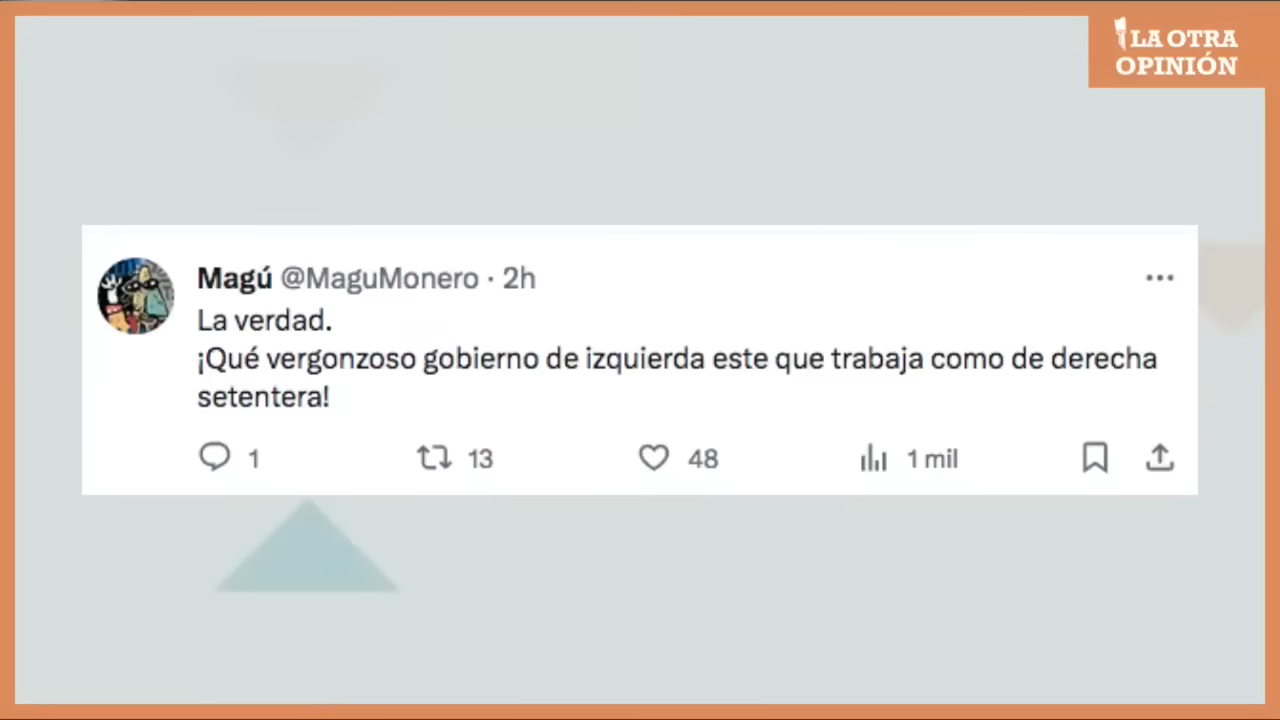 LA OTRA
OPINIÓN
Magú @MaguMonero · 2h
La verdad.
¡Qué vergonzoso gobierno de izquierda este que trabaja como de derecha
setentera!
1 13 48 1 mil